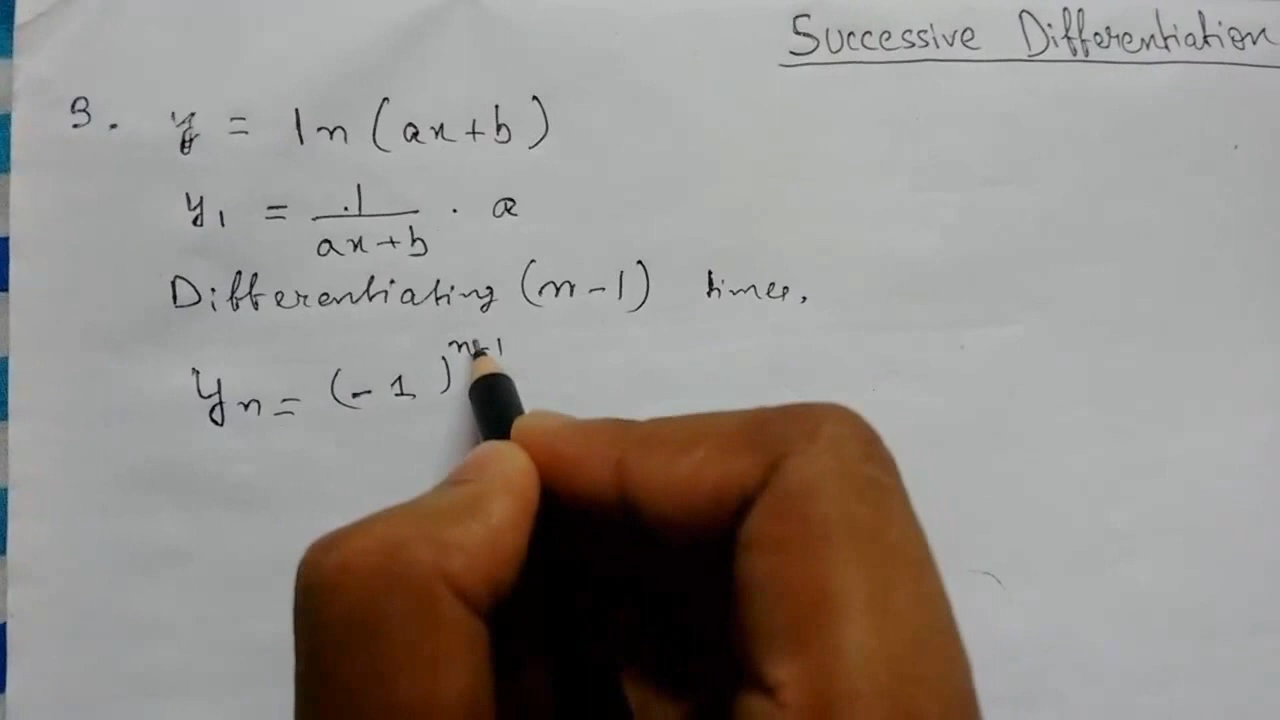 Successive Differentiation
3. y = ln (ax+b)
y₁ = 1/(ax+b) . a
Differentiating (n-1) times.
yₙ = (-1)ⁿ⁻¹